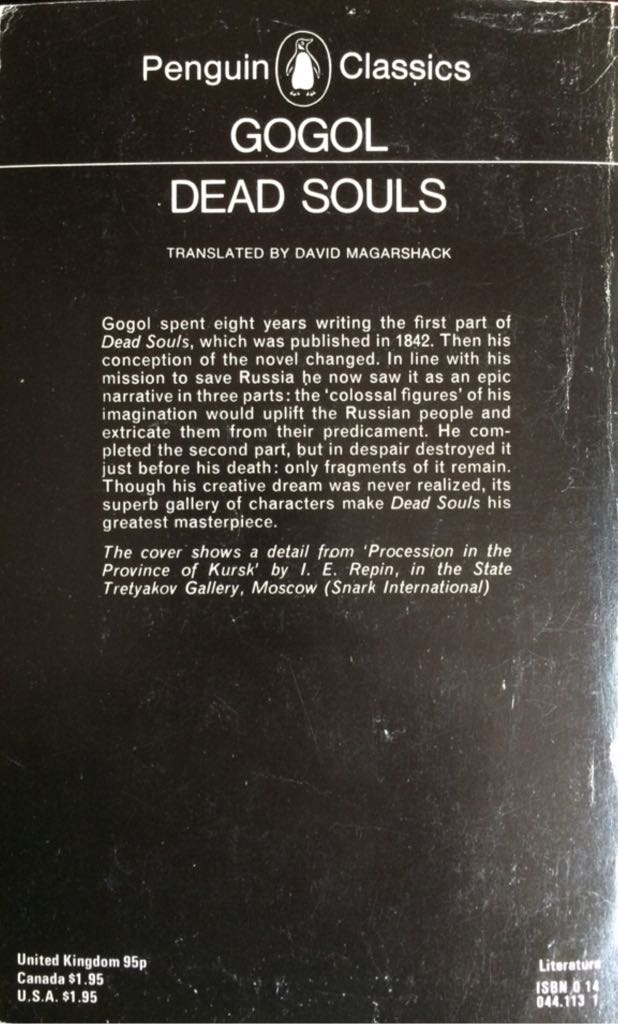 Penguin Classics
GOGOL
DEAD SOULS
TRANSLATED BY DAVID MAGARSHACK
Gogol spent eight years writing the first part of
Dead Souls, which was published in 1842. Then his
conception of the novel changed. In line with his
mission to save Russia he now saw it as an epic
narrative in three parts: the 'colossal figures' of his
imagination would uplift the Russian people and
extricate them from their predicament. He com-
pleted the second part, but in despair destroyed it
just before his death: only fragments of it remain.
Though his creative dream was never realized, its
superb gallery of characters make Dead Souls his
greatest masterpiece.
The cover shows a detail from 'Procession in the
Province of Kursk' by I. E. Repin, in the State
Tretyakov Gallery, Moscow (Snark International)
United Kingdom 95p
Canada $1.95
U.S.A. $1.95
Literature
ISBN 0 14
044.113 1